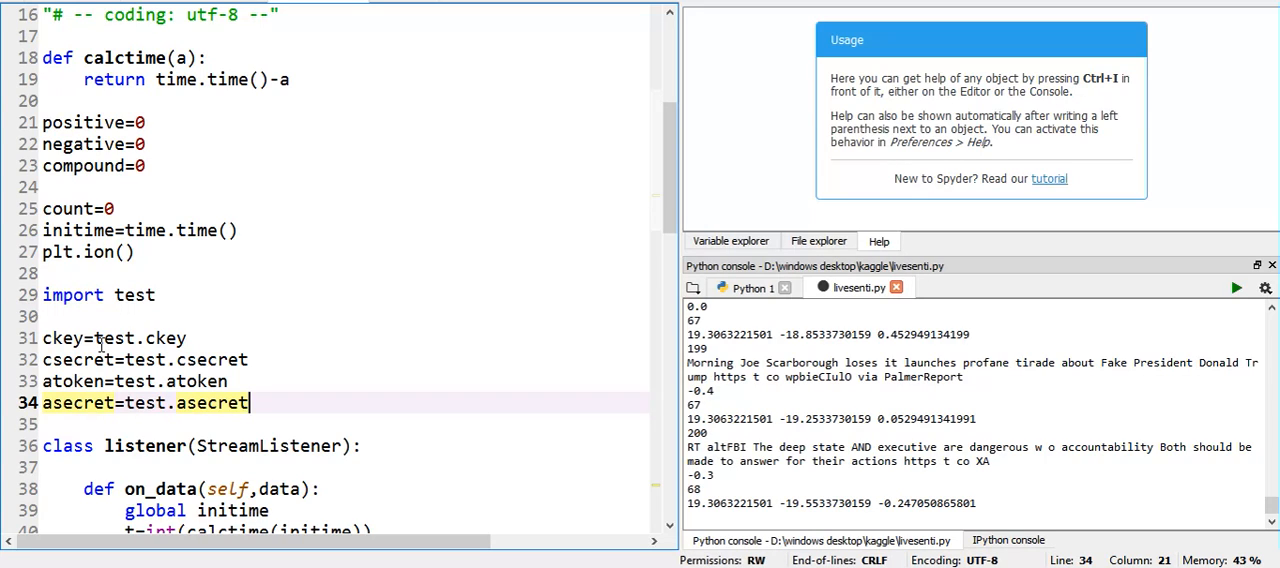 16 "# -- coding: utf-8 --"
17
18 def calctime(a):
19     return time.time()-a
20
21 positive=0
22 negative=0
23 compound=0
24
25 count=0
26 initime=time.time()
27 plt.ion()
28
29 import test
30
31 ckey=test.ckey
32 csecret=test.csecret
33 atoken=test.atoken
34 asecret=test.asecret
35
36 class listener(StreamListener):
37
38     def on_data(self,data):
39         global initime
40         t=int(calctime(initime))
Usage
Here you can get help of any object by pressing Ctrl+I in
front of it, either on the Editor or the Console.
Help can also be shown automatically after writing a left
parenthesis next to an object. You can activate this
behavior in Preferences > Help.
New to Spyder? Read our tutorial
Variable explorer File explorer Help
Python console - D:\windows desktop\kaggle\livesenti.py
Python 1 livesenti.py
0.0
67
19.3063221501 -18.8533730159 0.452949134199
199
Morning Joe Scarborough loses it launches profane tirade about Fake President Donald Tr
ump https t co wpbieCIulO via PalmerReport
-0.4
67
19.3063221501 -19.2533730159 0.0529491341991
200
RT altFBI The deep state AND executive are dangerous w o accountability Both should be
made to answer for their actions https t co XA
-0.3
68
19.3063221501 -19.5533730159 -0.247050865801
Python console - D:\windows desktop\kaggle\livesenti.py IPython console
Permissions: RW End-of-lines: CRLF Encoding: UTF-8 Line: 34 Column: 21 Memory: 43 %